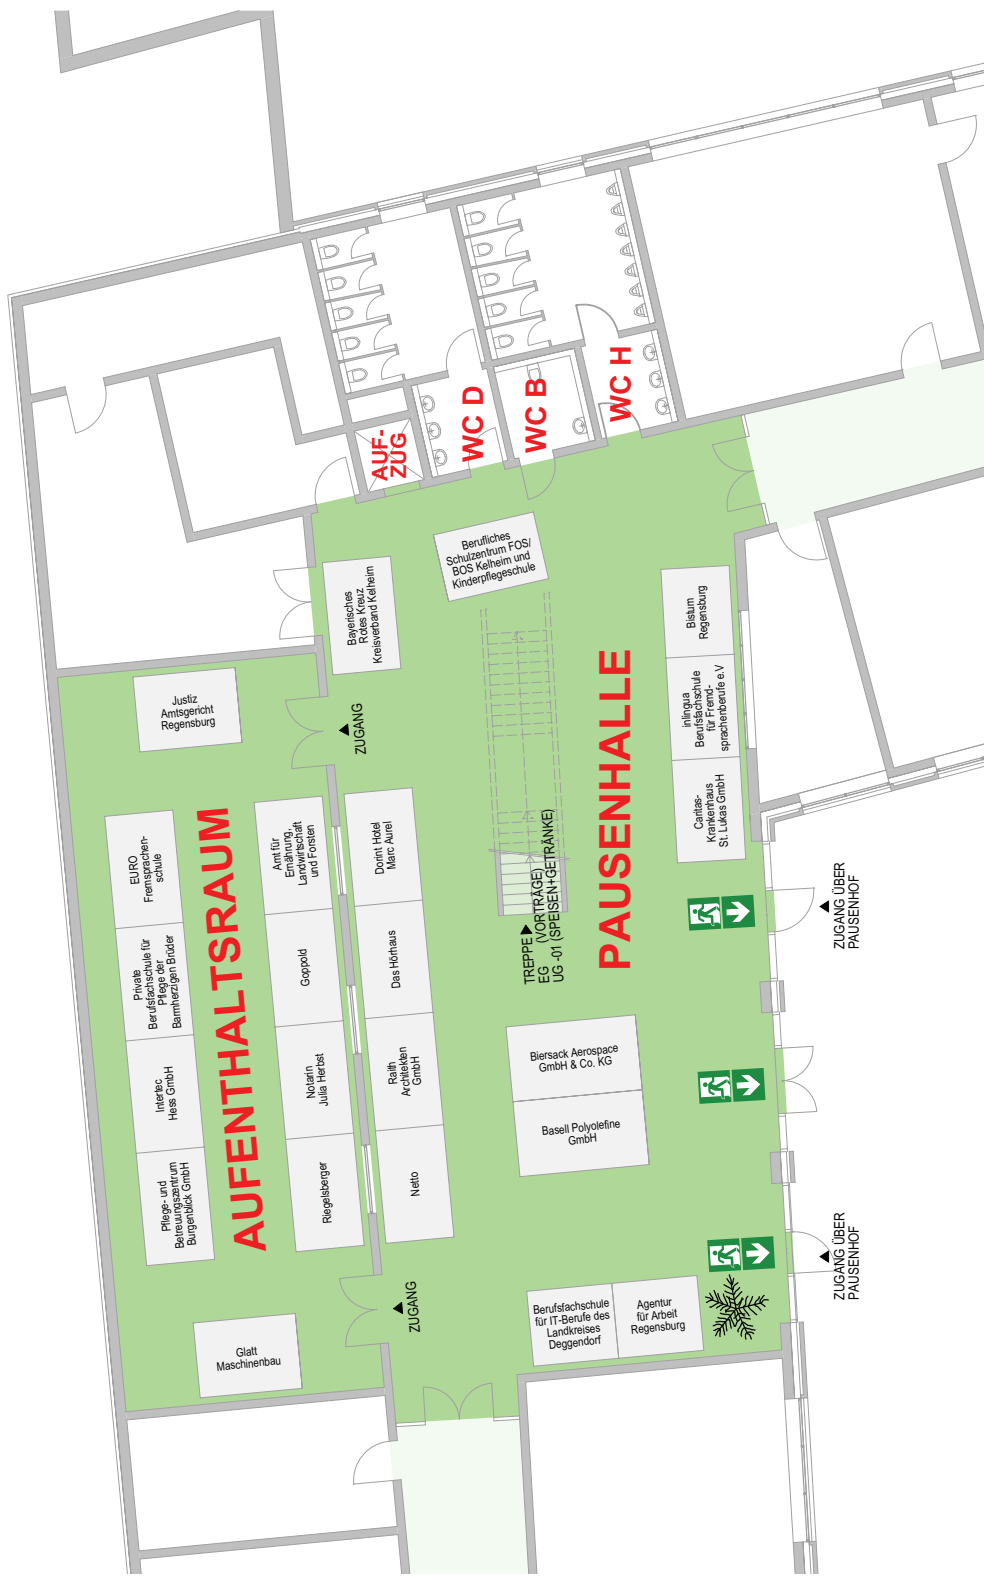 AUF-
ZUG
WC D
WC B
WC H
Berufliches
Schulzentrum FOS/
BOS Kelheim und
Kinderpflegeschule
Bayerisches
Rotes Kreuz
Kreisverband Kelheim
Justiz
Amtsgericht
Regensburg
ZUGANG
AUFENTHALTSRAUM
EURO
Fremsprachen-
schule
Private
Berufsfachschule für
Pflege der
Barmherzigen Brüder
Intertec
Hess GmbH
Pflege- und
Betreuungszentrum
Burgenblick GmbH
Amt für
Ernährung,
Landwirtschaft
und Forsten
Goppold
Notarin
Julia Herbst
Riegelsberger
Dorint Hotel
Marc Aurel
Das Hörhaus
Raith
Architekten
GmbH
Netto
Glatt
Maschinenbau
ZUGANG
PAUSENHALLE
TREPPE
EG (VORTRÄGE)
UG -01 (SPEISEN+GETRÄNKE)
Bistum
Regensburg
inlingua
Berufsfachschule
für Fremd-
sprachenberufe e.V
Caritas-
Krankenhaus
St. Lukas GmbH
Biersack Aerospace
GmbH & Co. KG
Basell Polyolefine
GmbH
Berufsfachschule
für IT-Berufe des
Landkreises
Deggendorf
Agentur
für Arbeit
Regensburg
ZUGANG ÜBER
PAUSENHOF
ZUGANG ÜBER
PAUSENHOF